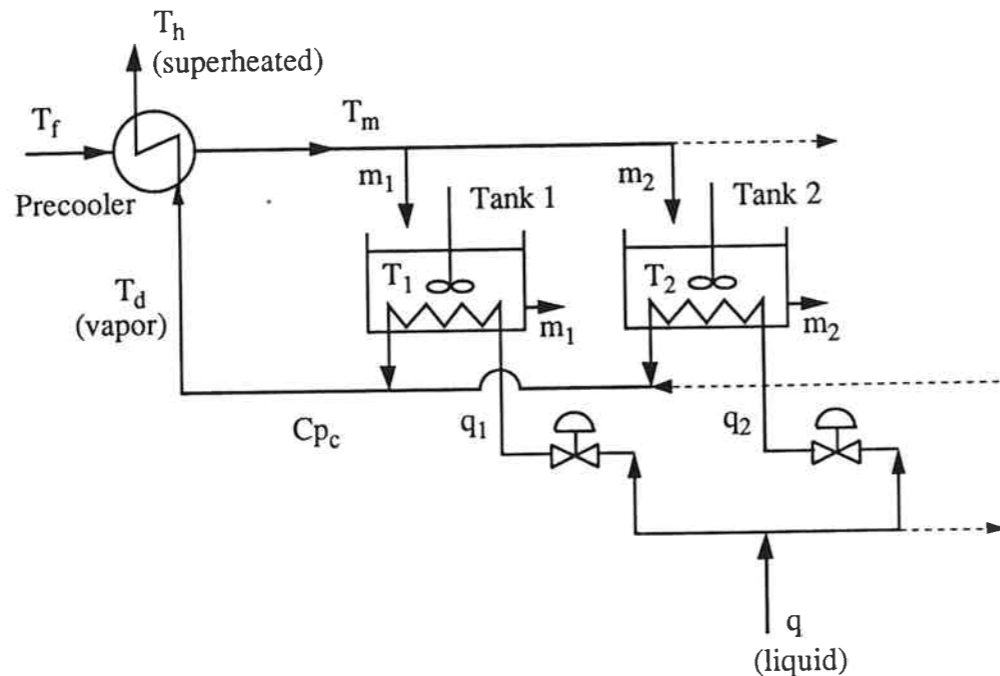 T_h
(superheated)
T_f
T_m
m_1
m_2
Precooler
Tank 1
Tank 2
T_1
T_2
T_d
(vapor)
m_1
m_2
Cp_c
q_1
q_2
q
(liquid)